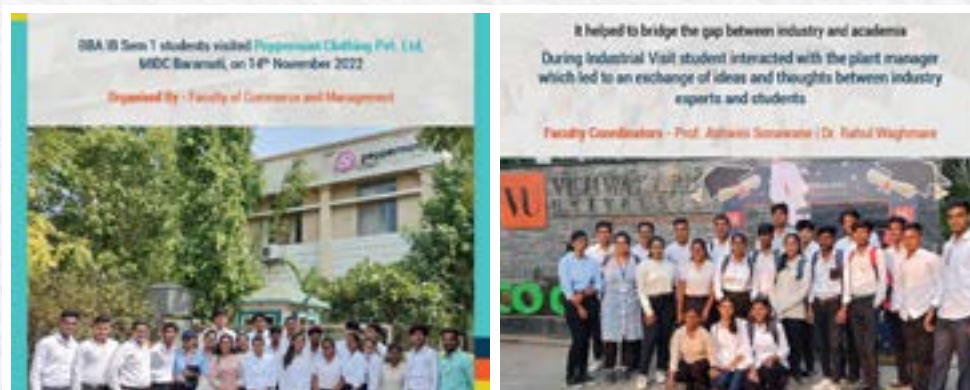 BBA IB Sem 1 students visited Clothing Pvt. Ltd,
MIDC Baramati, on 14th November 2022
Organised By - Faculty of Commerce and Management
It helped to bridge the gap between industry and academia
During Industrial Visit student interacted with the plant manager
which led to an exchange of ideas and thoughts between industry
experts and students
Faculty Coordinators - Prof. Ashwini Sonawane | Dr. Rahul Waghmare
VU